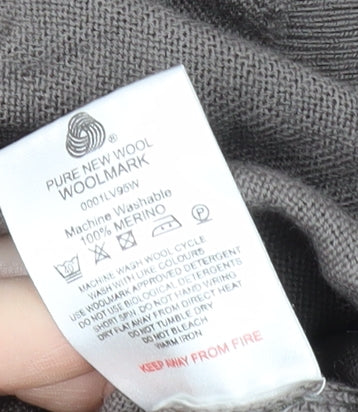 ®
PURE NEW WOOL
WOOLMARK
0001LV95W
Machine Washable
100% MERINO
P
MACHINE WASH WOOL CYCLE
WASH WITH LIKE COLOURS
USE WOOLMARK APPROVED DETERGENT
DO NOT USE BIOLOGICAL DETERGENTS
SHORT SPIN, DO NOT WRING
DRY FLAT AWAY FROM DIRECT HEAT
DO NOT TUMBLE DRY
DO NOT BLEACH
WARM IRON
KEEP AWAY FROM FIRE